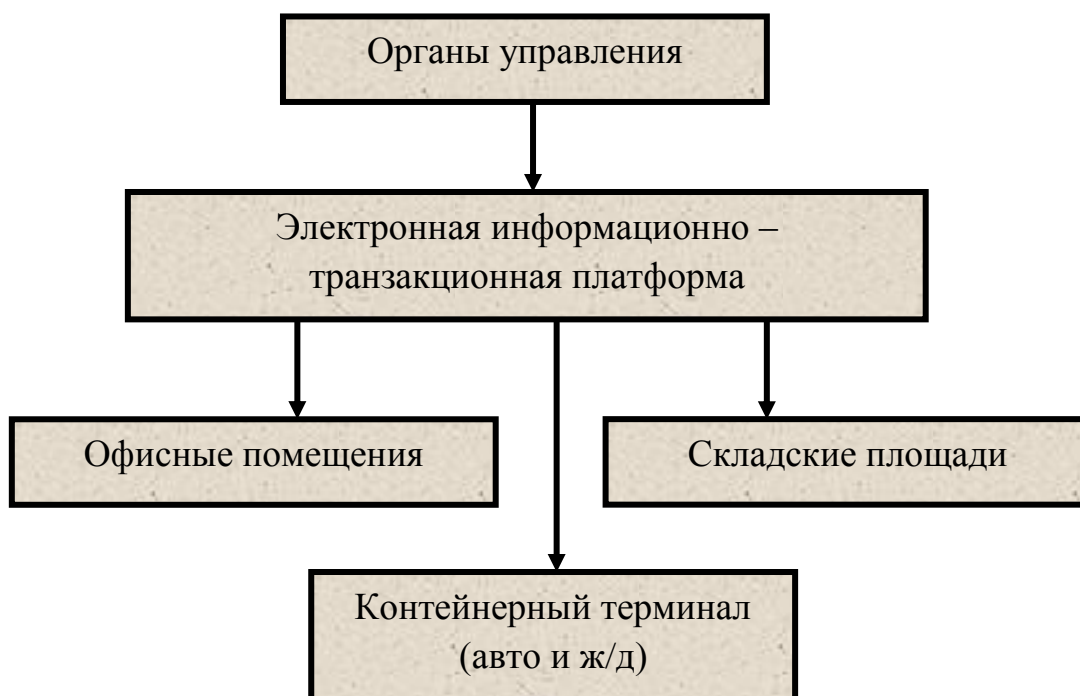 Органы управления
Электронная информационно –
транзакционная платформа
Офисные помещения
Складские площади
Контейнерный терминал
(авто и ж/д)